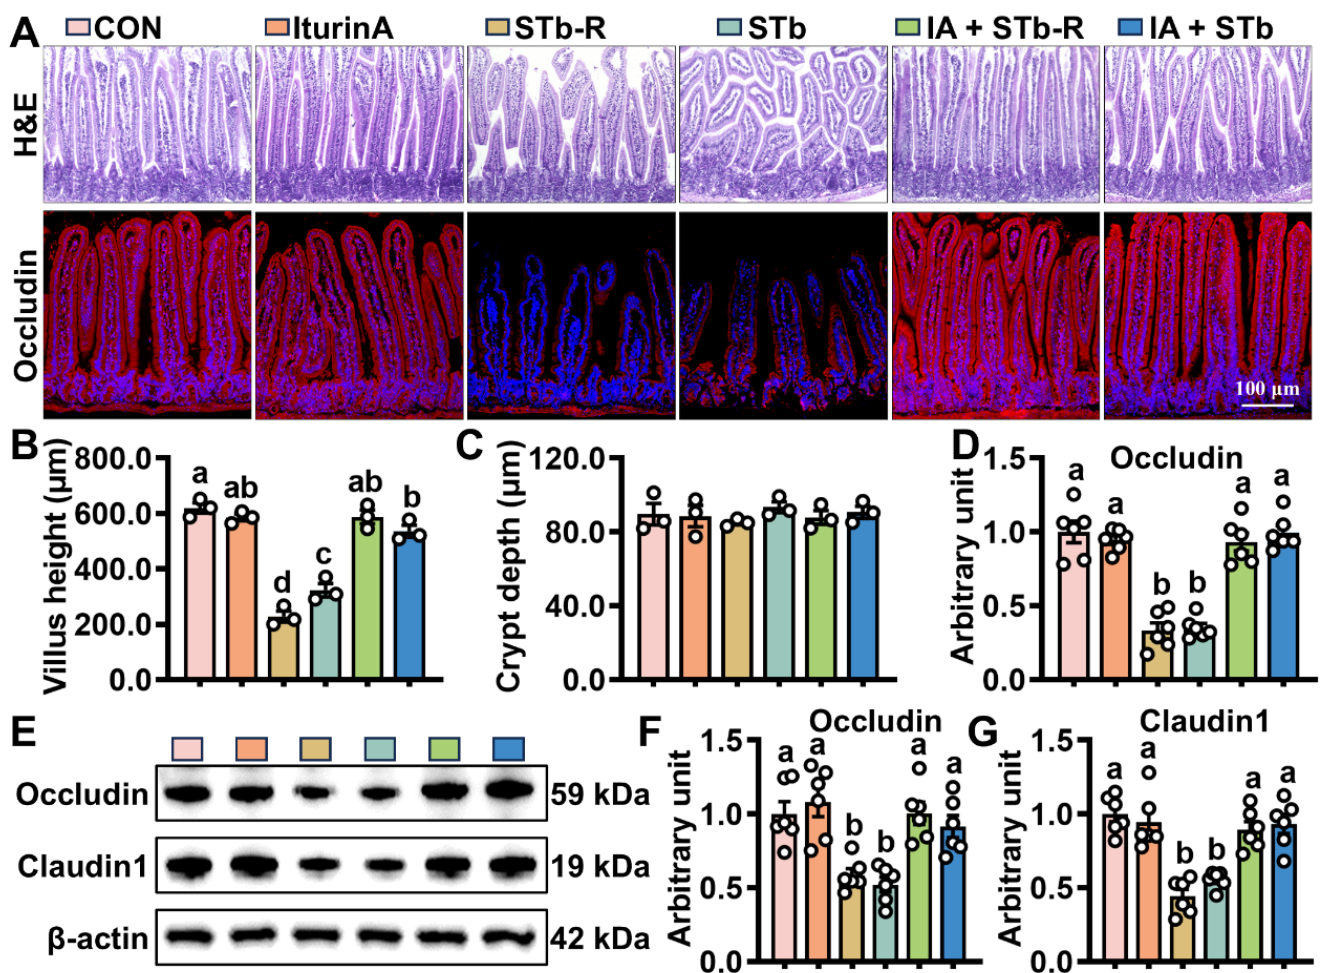 A CON IturinA STb-R STb IA + STb-R IA + STb
H&E
Occludin
100 μm
B
Villus height (μm)
800.0
600.0
400.0
200.0
0.0
a ab d c ab b
C
Crypt depth (μm)
120.0
80.0
40.0
0.0
D Occludin
Arbitrary unit
1.5
1.0
0.5
0.0
a a b b a a
E
Occludin 59 kDa
Claudin1 19 kDa
β-actin 42 kDa
F Occludin
Arbitrary unit
1.5
1.0
0.5
0.0
a a b b a a
G Claudin1
Arbitrary unit
1.5
1.0
0.5
0.0
a a b b a a